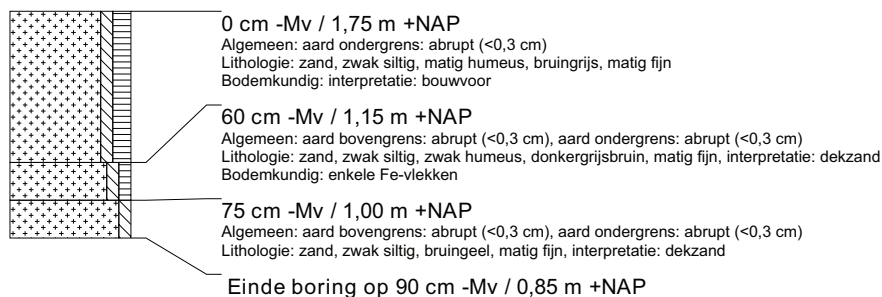 0 cm -Mv / 1,75 m +NAP
Algemeen: aard ondergrens: abrupt (<0,3 cm)
Lithologie: zand, zwak siltig, matig humeus, bruingrijs, matig fijn
Bodemkundig: interpretatie: bouwvoor
60 cm -Mv / 1,15 m +NAP
Algemeen: aard bovengrens: abrupt (<0,3 cm), aard ondergrens: abrupt (<0,3 cm)
Lithologie: zand, zwak siltig, zwak humeus, donkergrijsbruin, matig fijn, interpretatie: dekzand
Bodemkundig: enkele Fe-vlekken
75 cm -Mv / 1,00 m +NAP
Algemeen: aard bovengrens: abrupt (<0,3 cm), aard ondergrens: abrupt (<0,3 cm)
Lithologie: zand, zwak siltig, bruingeel, matig fijn, interpretatie: dekzand
Einde boring op 90 cm -Mv / 0,85 m +NAP